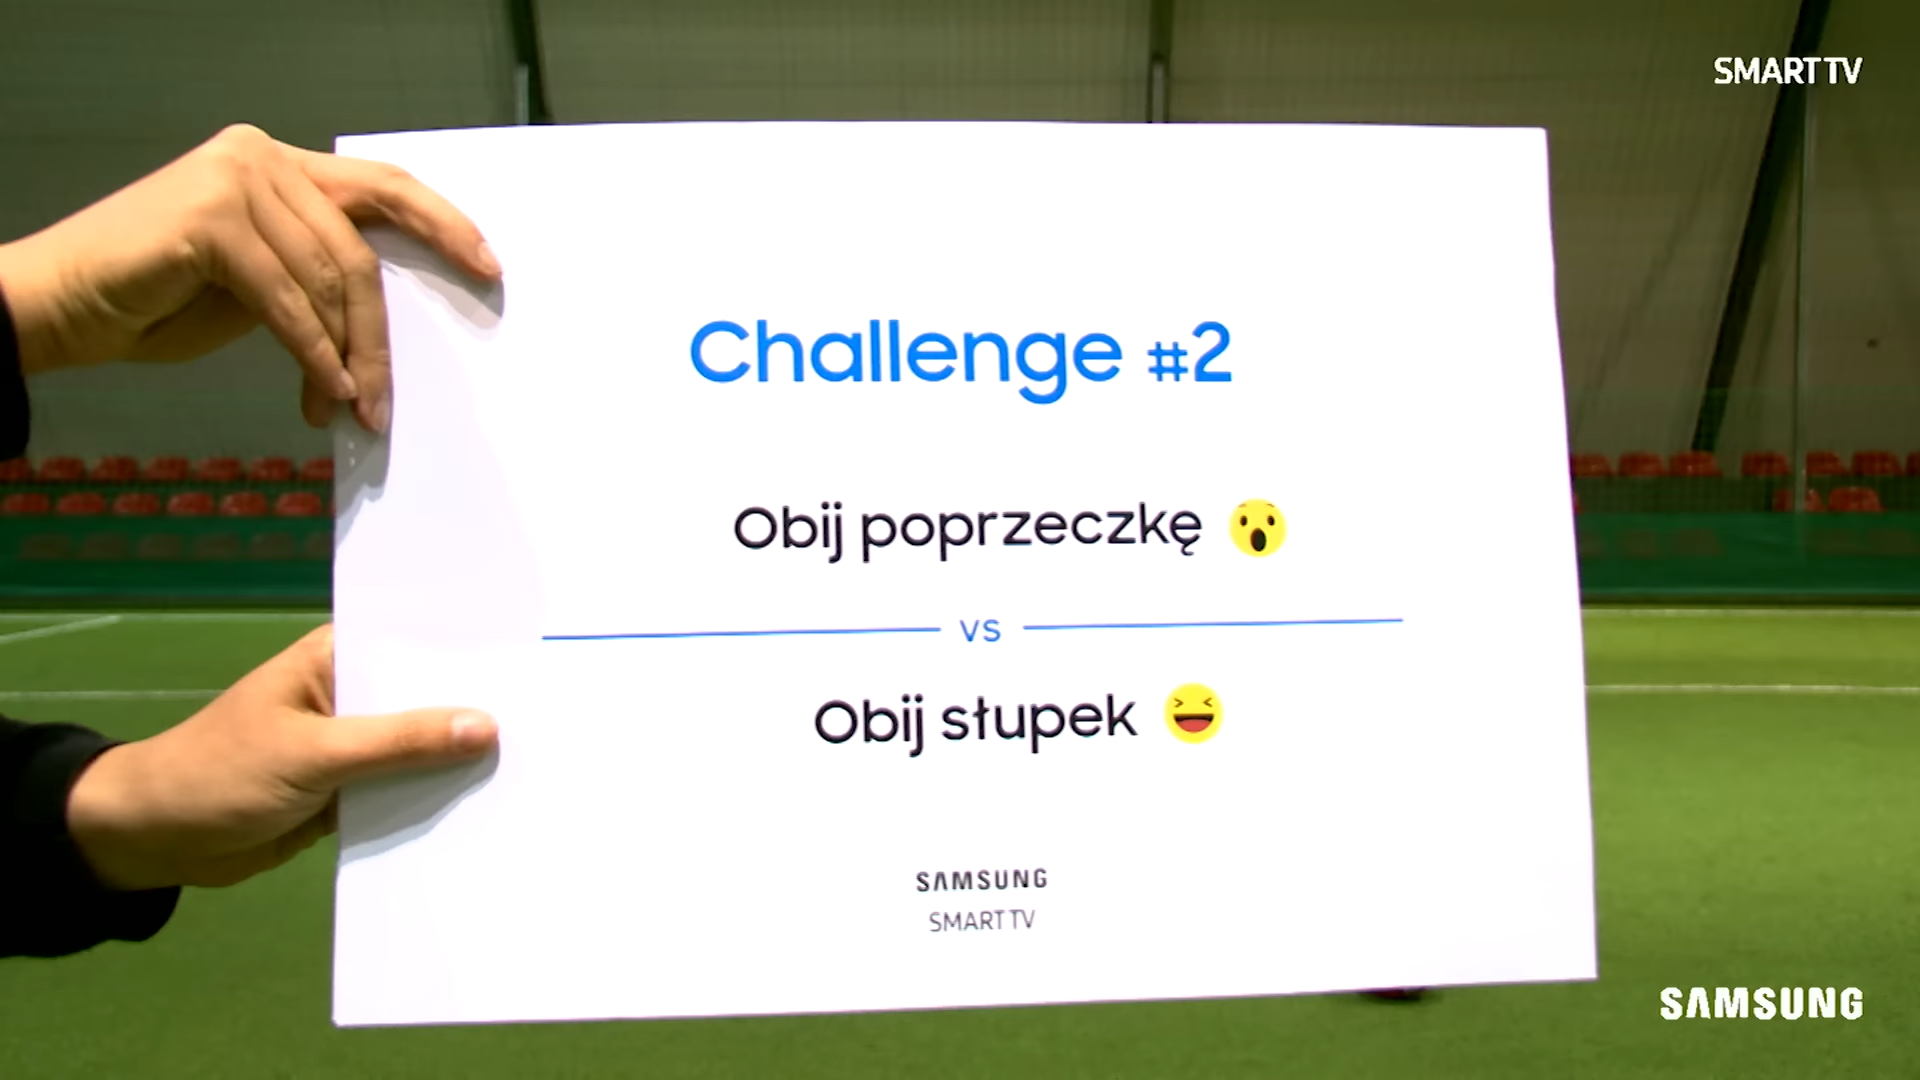 SMART TV
Challenge #2
Obij poprzeczkę
vs
Obij słupek
SAMSUNG
SMART TV
SAMSUNG